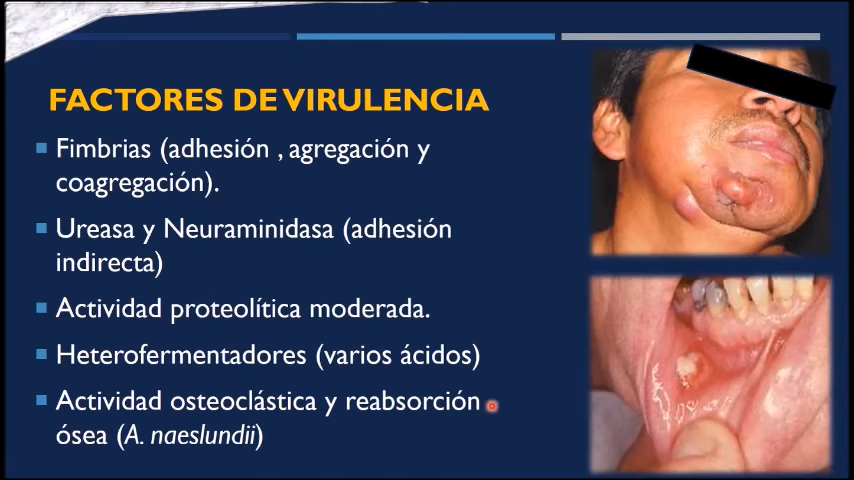 FACTORES DE VIRULENCIA
Fimbrias (adhesión , agregación y
coagregación).
Ureasa y Neuraminidasa (adhesión
indirecta)
Actividad proteolítica moderada.
Heterofermentadores (varios ácidos)
Actividad osteoclástica y reabsorción
ósea (A. naeslundii)